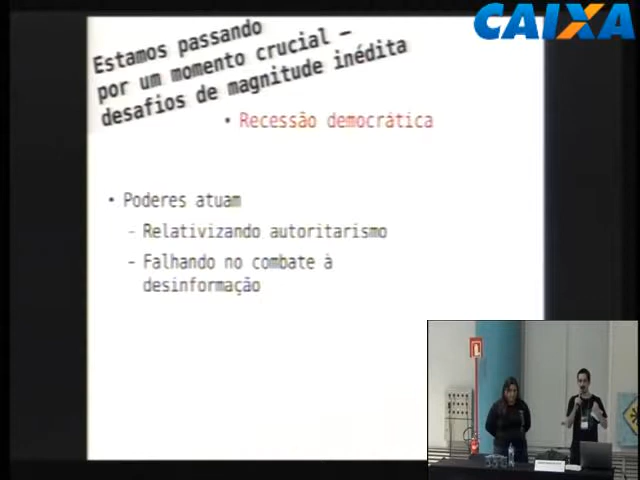 CAIXA
Estamos passando
por um momento crucial —
desafios de magnitude inédita
• Recessão democrática
• Poderes atuam
- Relativizando autoritarismo
- Falhando no combate à
desinformação